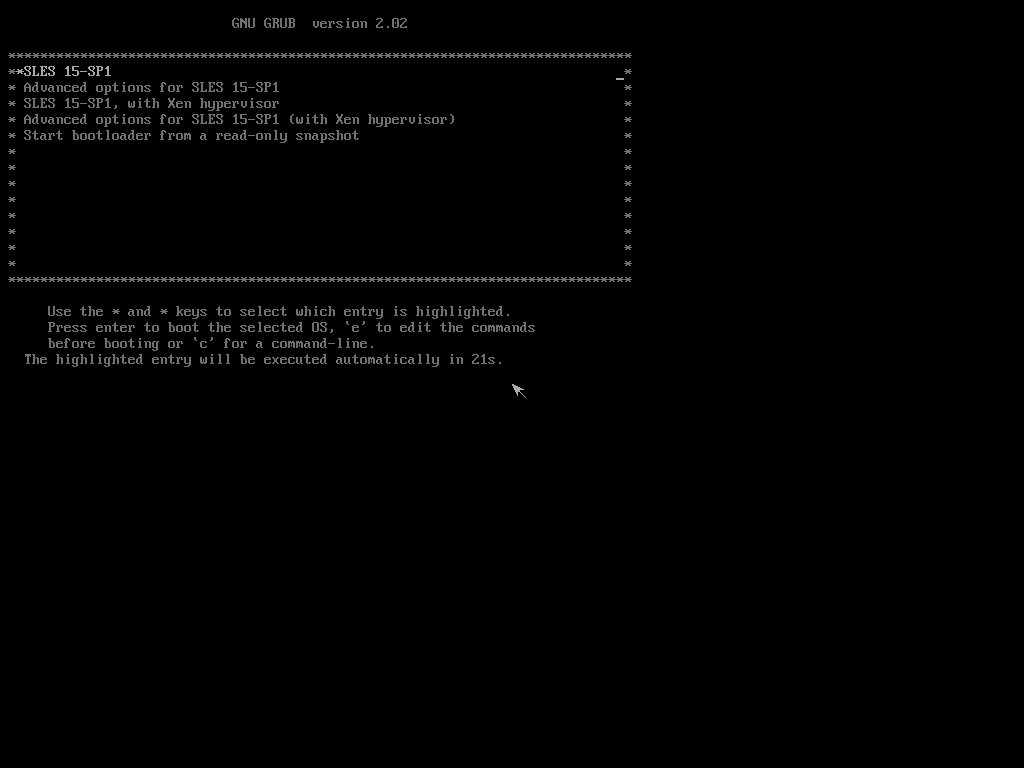 GNU GRUB  version 2.02
*******************************************************************************
**SLES 15-SP1 _*
* Advanced options for SLES 15-SP1 *
* SLES 15-SP1, with Xen hypervisor *
* Advanced options for SLES 15-SP1 (with Xen hypervisor) *
* Start bootloader from a read-only snapshot *
* *
* *
* *
* *
* *
* *
* *
* *
*******************************************************************************
Use the * and * keys to select which entry is highlighted.
Press enter to boot the selected OS, `e' to edit the commands
before booting or `c' for a command-line.
The highlighted entry will be executed automatically in 21s.